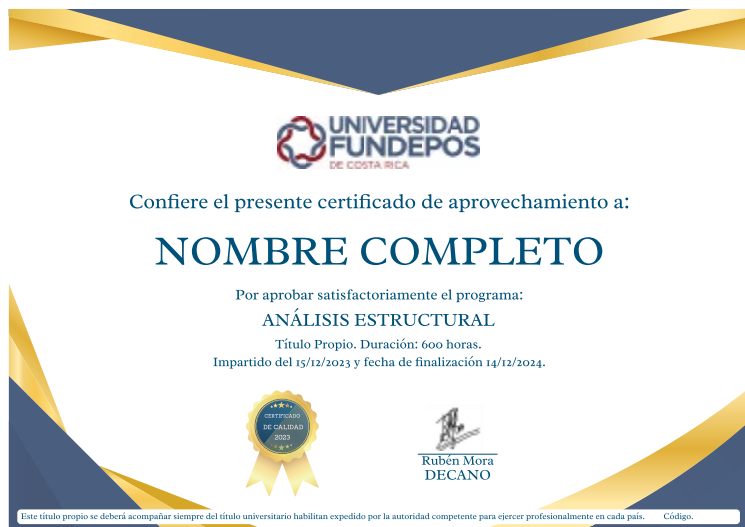 UNIVERSIDAD
FUNDEPOS
DE COSTA RICA
Confiere el presente certificado de aprovechamiento a:
NOMBRE COMPLETO
Por aprobar satisfactoriamente el programa:
ANÁLISIS ESTRUCTURAL
Título Propio. Duración: 600 horas.
Impartido del 15/12/2023 y fecha de finalización 14/12/2024.
CERTIFICADO
DE CALIDAD
2023
Rubén Mora
DECANO
Este título propio se deberá acompañar siempre del título universitario habilitan expedido por la autoridad competente para ejercer profesionalmente en cada país. Código.